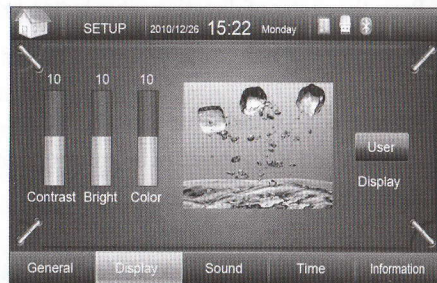 SETUP 2010/12/26 15:22 Monday
10 10 10
User
Contrast Bright Color Display
General Display Sound Time Information